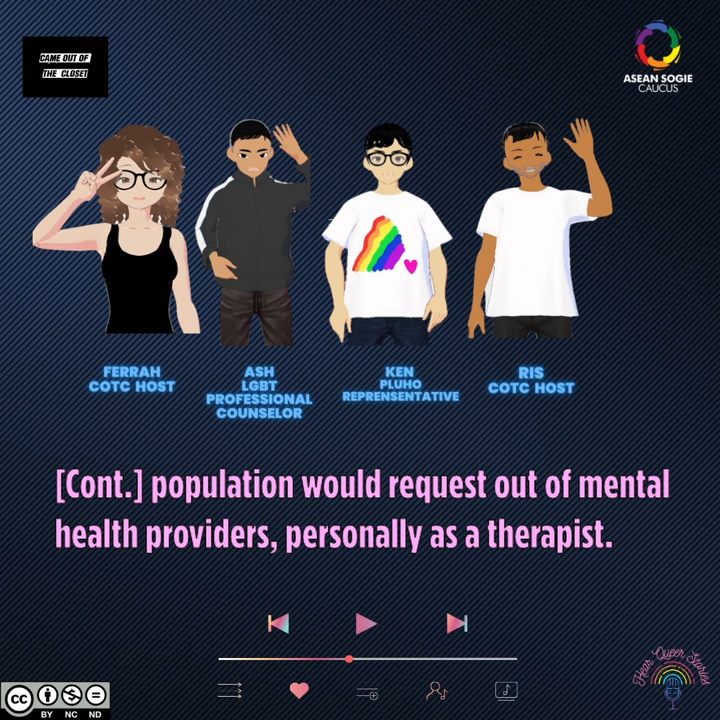 CAME OUT OF
THE CLOSET
ASEAN SOGIE
CAUCUS
FERRAH
COTC HOST
ASH
LGBT
PROFESSIONAL
COUNSELOR
KEN
PLUHO
REPRENSENTATIVE
RIS
COTC HOST
[Cont.] population would request out of mental
health providers, personally as a therapist.
Hear Queer Stories
cc
BY NC ND